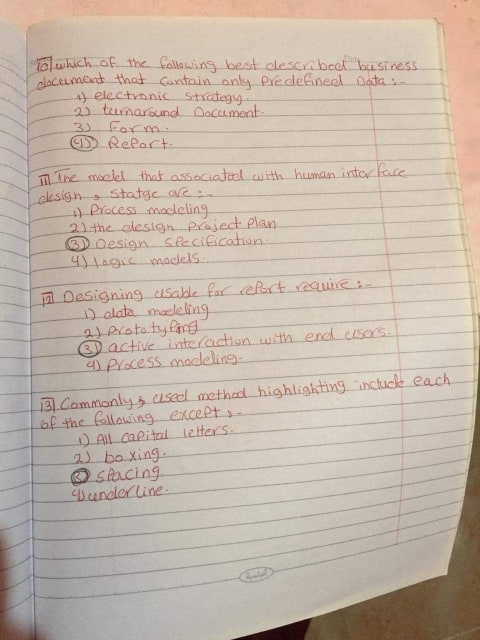 10 which of the following best described business
document that contain only predefined Data :-
1) electronic strategy.
2) turnaround Document.
3) Form.
4) Report.
11 The model that associated with human interface
design, statge are :-
1) Process modeling
2) the design Project Plan
3) Design specification.
4) logic models.
12 Designing usable for report require :-
1) data modeling
2) prototyping
3) active interaction with end users.
4) process modeling.
13 Commonly, used method highlighting include each
of the following except :-
1) All capital letters.
2) boxing.
3) spacing.
4) underline.